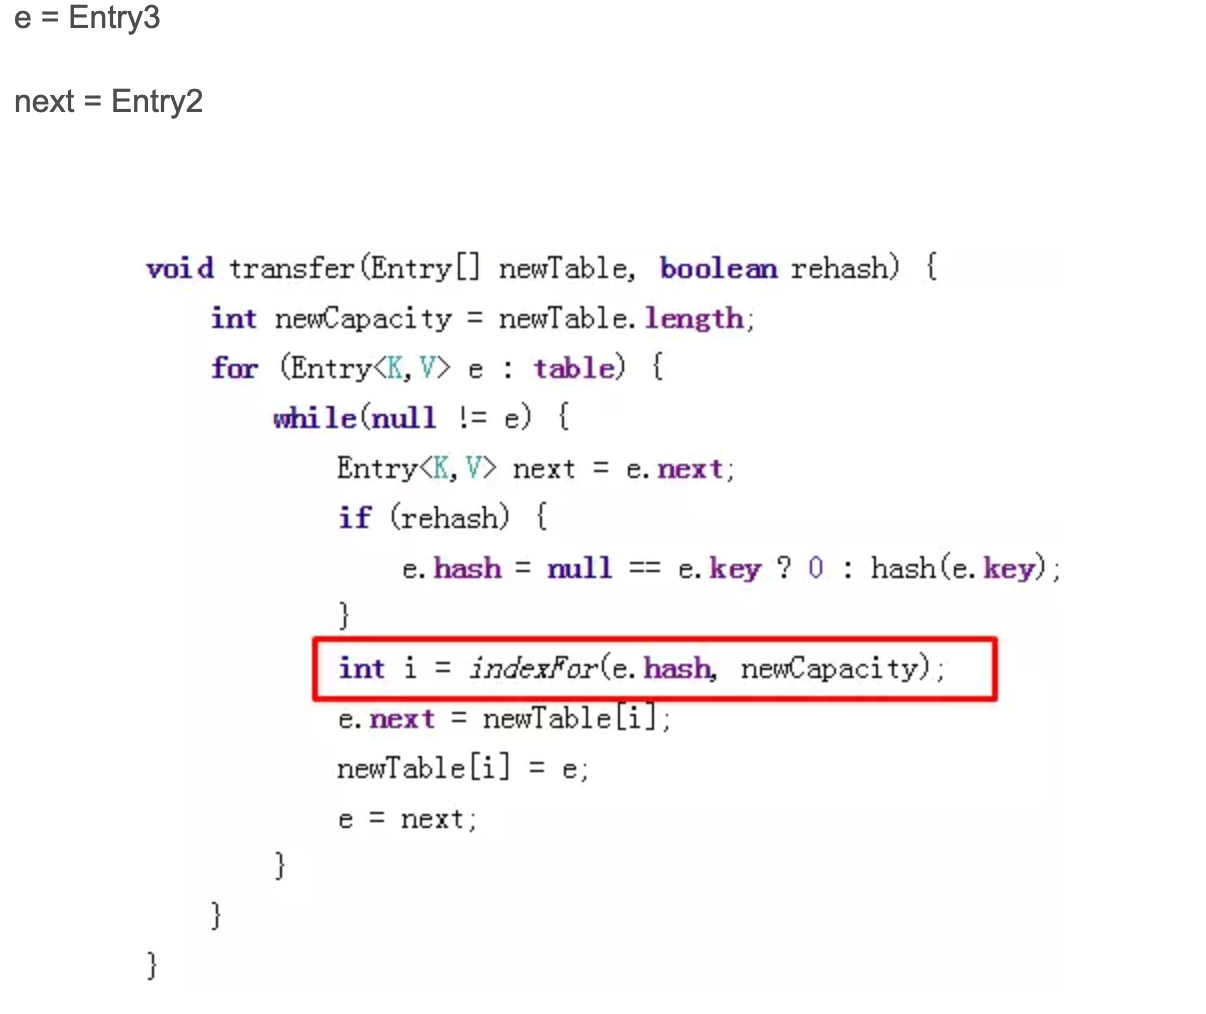 e = Entry3
next = Entry2
void transfer(Entry[] newTable, boolean rehash) {
int newCapacity = newTable.length;
for (Entry<K,V> e : table) {
while(null != e) {
Entry<K,V> next = e.next;
if (rehash) {
e.hash = null == e.key ? 0 : hash(e.key);
}
int i = indexFor(e.hash, newCapacity);
e.next = newTable[i];
newTable[i] = e;
e = next;
}
}
}